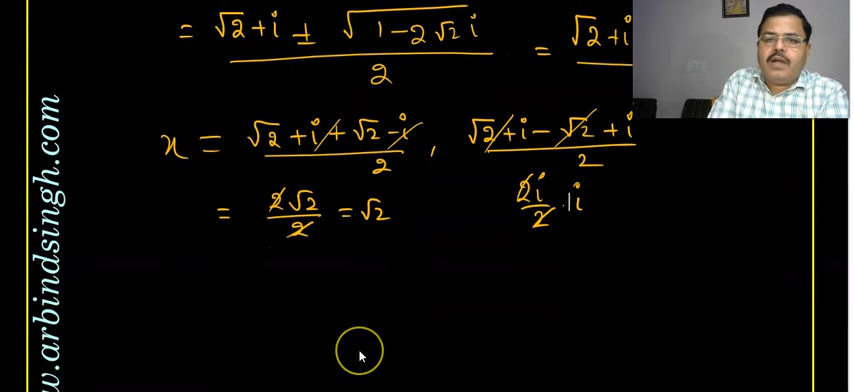 = √2+i ± √1-2√2 i / 2 = √2+i
x = √2+i+√2-i / 2 , √2+i-√2+i / 2
= 2√2 / 2 = √2   2i / 2   i
www.arbindsingh.com